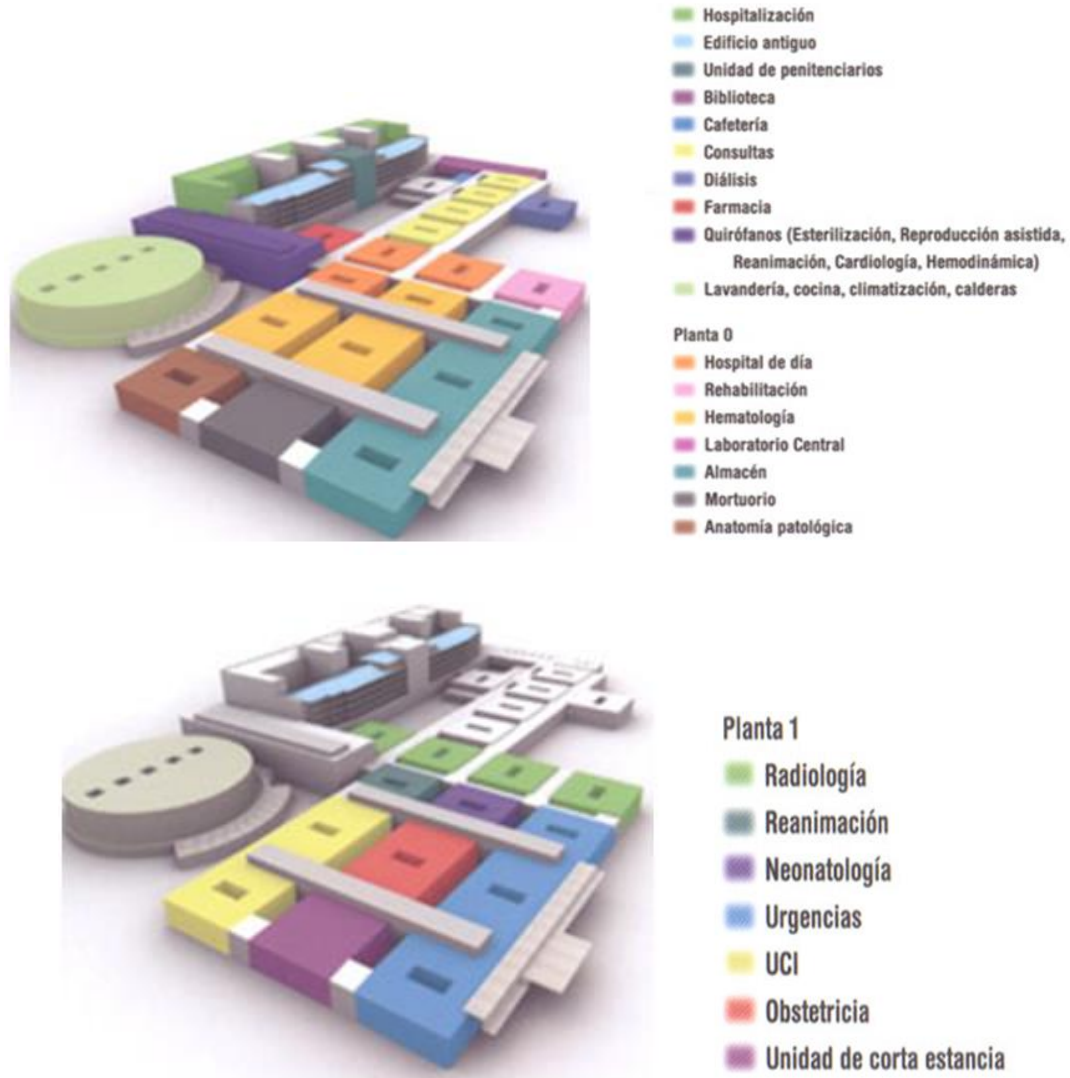 Hospitalización
Edificio antiguo
Unidad de penitenciarios
Biblioteca
Cafetería
Consultas
Diálisis
Farmacia
Quirófanos (Esterilización, Reproducción asistida,
Reanimación, Cardiología, Hemodinámica)
Lavandería, cocina, climatización, calderas
Planta 0
Hospital de día
Rehabilitación
Hematología
Laboratorio Central
Almacén
Mortuorio
Anatomía patológica
Planta 1
Radiología
Reanimación
Neonatología
Urgencias
UCI
Obstetricia
Unidad de corta estancia